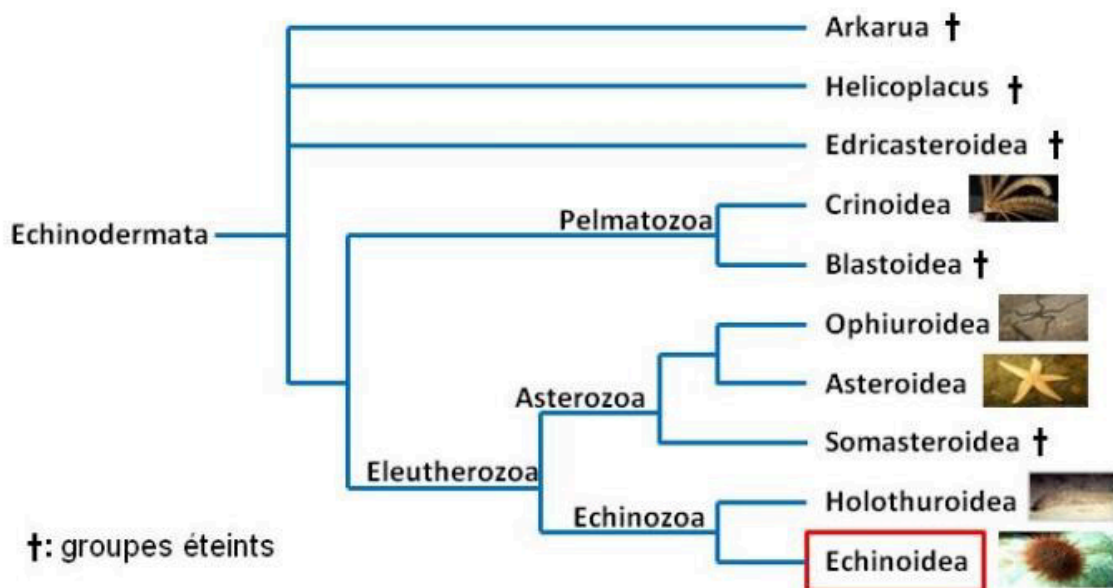 Arkarua †
Helicoplacus †
Edricasteroidea †
Crinoidea
Pelmatozoa
Echinodermata
Blastoidea †
Ophiuroidea
Asteroidea
Asterozoa
Somasteroidea †
Eleutherozoa
Holothuroidea
Echinozoa
†: groupes éteints
Echinoidea